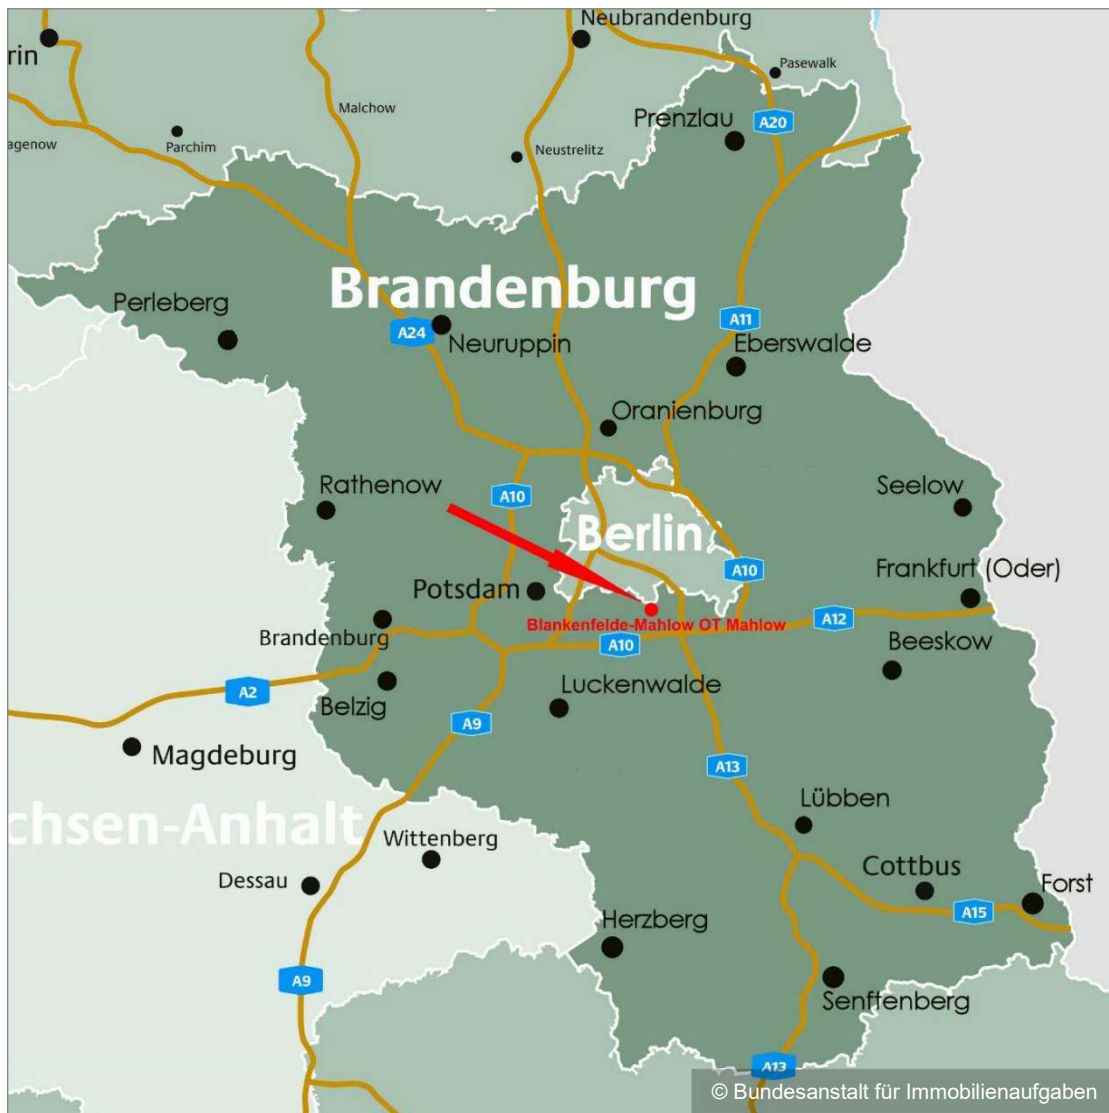 Neubrandenburg
rin
Pasewalk
Malchow
Prenzlau
A20
Parchim
agenow
Neustrelitz
Brandenburg
Perleberg
A24
Neuruppin
A11
Eberswalde
Oranienburg
Rathenow
A10
Seelow
Berlin
A10
Frankfurt (Oder)
Potsdam
Blankenfelde-Mahlow OT Mahlow
A12
Brandenburg
A10
Beeskow
A2
Belzig
Luckenwalde
A9
Magdeburg
A13
Lübben
chsen-Anhalt
Wittenberg
Dessau
Cottbus
Forst
A15
Herzberg
A9
Senftenberg
A13
© Bundesanstalt für Immobilienaufgaben